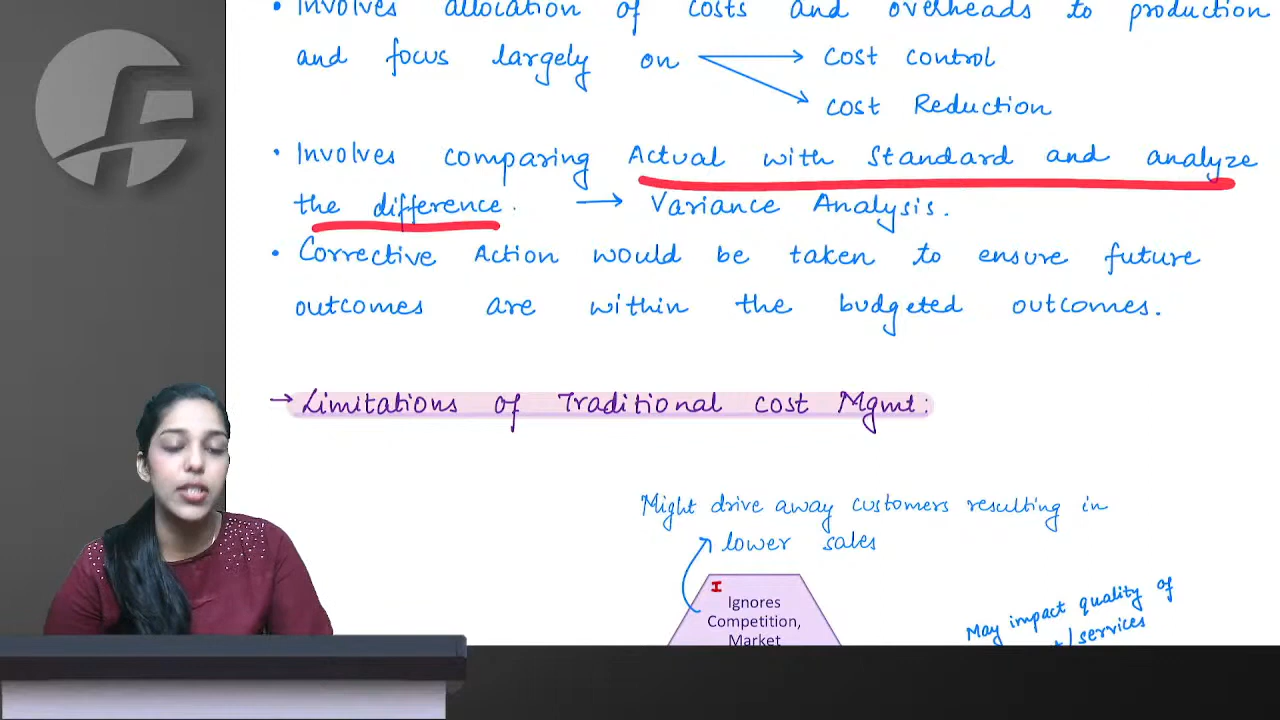 • Involves allocation of costs and overheads to production
and focus largely on → cost control
→ cost Reduction
• Involves comparing Actual with Standard and analyze
the difference. → Variance Analysis.
• Corrective Action would be taken to ensure future
outcomes are within the budgeted outcomes.
→ Limitations of Traditional cost Mgmt:
Might drive away customers resulting in
lower sales
I
Ignores
Competition,
Market
May impact quality of
/services